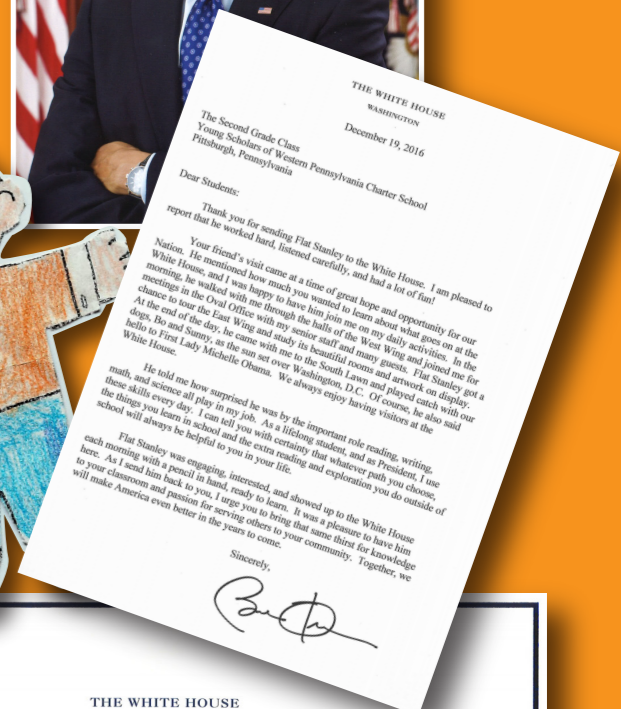 THE WHITE HOUSE
WASHINGTON
December 19, 2016
The Second Grade Class
Young Scholars of Western Pennsylvania Charter School
Pittsburgh, Pennsylvania
Dear Students:
Thank you for sending Flat Stanley to the White House. I am pleased to
report that he worked hard, listened carefully, and had a lot of fun!
Your friend's visit came at a time of great hope and opportunity for our
Nation. He mentioned how much you wanted to learn about what goes on at the
White House, and I was happy to have him join me on my daily activities. In the
morning, he walked with me through the halls of the West Wing and joined me for
meetings in the Oval Office with my senior staff and many guests. Flat Stanley got a
chance to tour the East Wing and study its beautiful rooms and artwork on display.
At the end of the day, he came with me to the South Lawn and played catch with our
dogs, Bo and Sunny, as the sun set over Washington, D.C. Of course, he also said
hello to First Lady Michelle Obama. We always enjoy having visitors at the
White House.
He told me how surprised he was by the important role reading, writing,
math, and science all play in my job. As a lifelong student, and as President, I use
these skills every day. I can tell you with certainty that whatever path you choose,
the things you learn in school and the extra reading and exploration you do outside of
school will always be helpful to you in your life.
Flat Stanley was engaging, interested, and showed up to the White House
each morning with a pencil in hand, ready to learn. It was a pleasure to have him
here. As I send him back to you, I urge you to bring that same thirst for knowledge
to your classroom and passion for serving others to your community. Together, we
will make America even better in the years to come.
Sincerely,
THE WHITE HOUSE